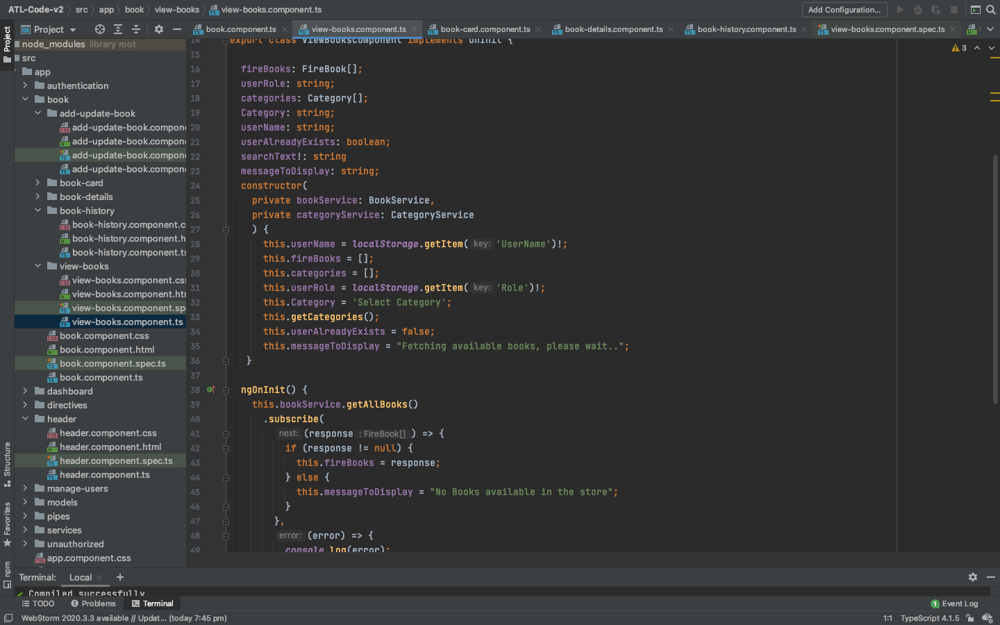 ATL-Code-v2 src app book view-books view-books.component.ts
Add Configuration...
Project
book.component.ts view-books.component.ts book-card.component.ts book-details.component.ts book-history.component.ts view-books.component.spec.ts
Project
node_modules library root
src
app
authentication
book
add-update-book
add-update-book.compon
add-update-book.compon
add-update-book.compon
add-update-book.compon
book-card
book-details
book-history
book-history.component.c
book-history.component.h
book-history.component.ts
view-books
view-books.component.css
view-books.component.htm
view-books.component.spe
view-books.component.ts
book.component.css
book.component.html
book.component.spec.ts
book.component.ts
dashboard
directives
header
header.component.css
header.component.html
header.component.spec.ts
header.component.ts
manage-users
models
pipes
services
unauthorized
app.component.css
Structure
Favorites
npm
3
14 export class ViewBooksComponent implements OnInit {
15
16 fireBooks: FireBook[];
17 userRole: string;
18 categories: Category[];
19 Category: string;
20 userName: string;
21 userAlreadyExists: boolean;
22 searchText!: string
23 messageToDisplay: string;
24 constructor(
25 private bookService: BookService,
26 private categoryService: CategoryService
27 ) {
28 this.userName = localStorage.getItem( key: 'UserName')!;
29 this.fireBooks = [];
30 this.categories = [];
31 this.userRole = localStorage.getItem( key: 'Role')!;
32 this.Category = 'Select Category';
33 this.getCategories();
34 this.userAlreadyExists = false;
35 this.messageToDisplay = "Fetching available books, please wait..";
36 }
37
38 ngOnInit() {
39 this.bookService.getAllBooks()
40 .subscribe(
41 next: (response : FireBook[] ) => {
42 if (response != null) {
43 this.fireBooks = response;
44 } else {
45 this.messageToDisplay = "No Books available in the store";
46 }
47 },
48 error: (error) => {
49 console.log(error);
Terminal: Local
✔ Compiled successfully.
TODO Problems Terminal
1 Event Log
WebStorm 2020.3.3 available // Updat... (today 7:45 pm)
1:1 TypeScript 4.1.5